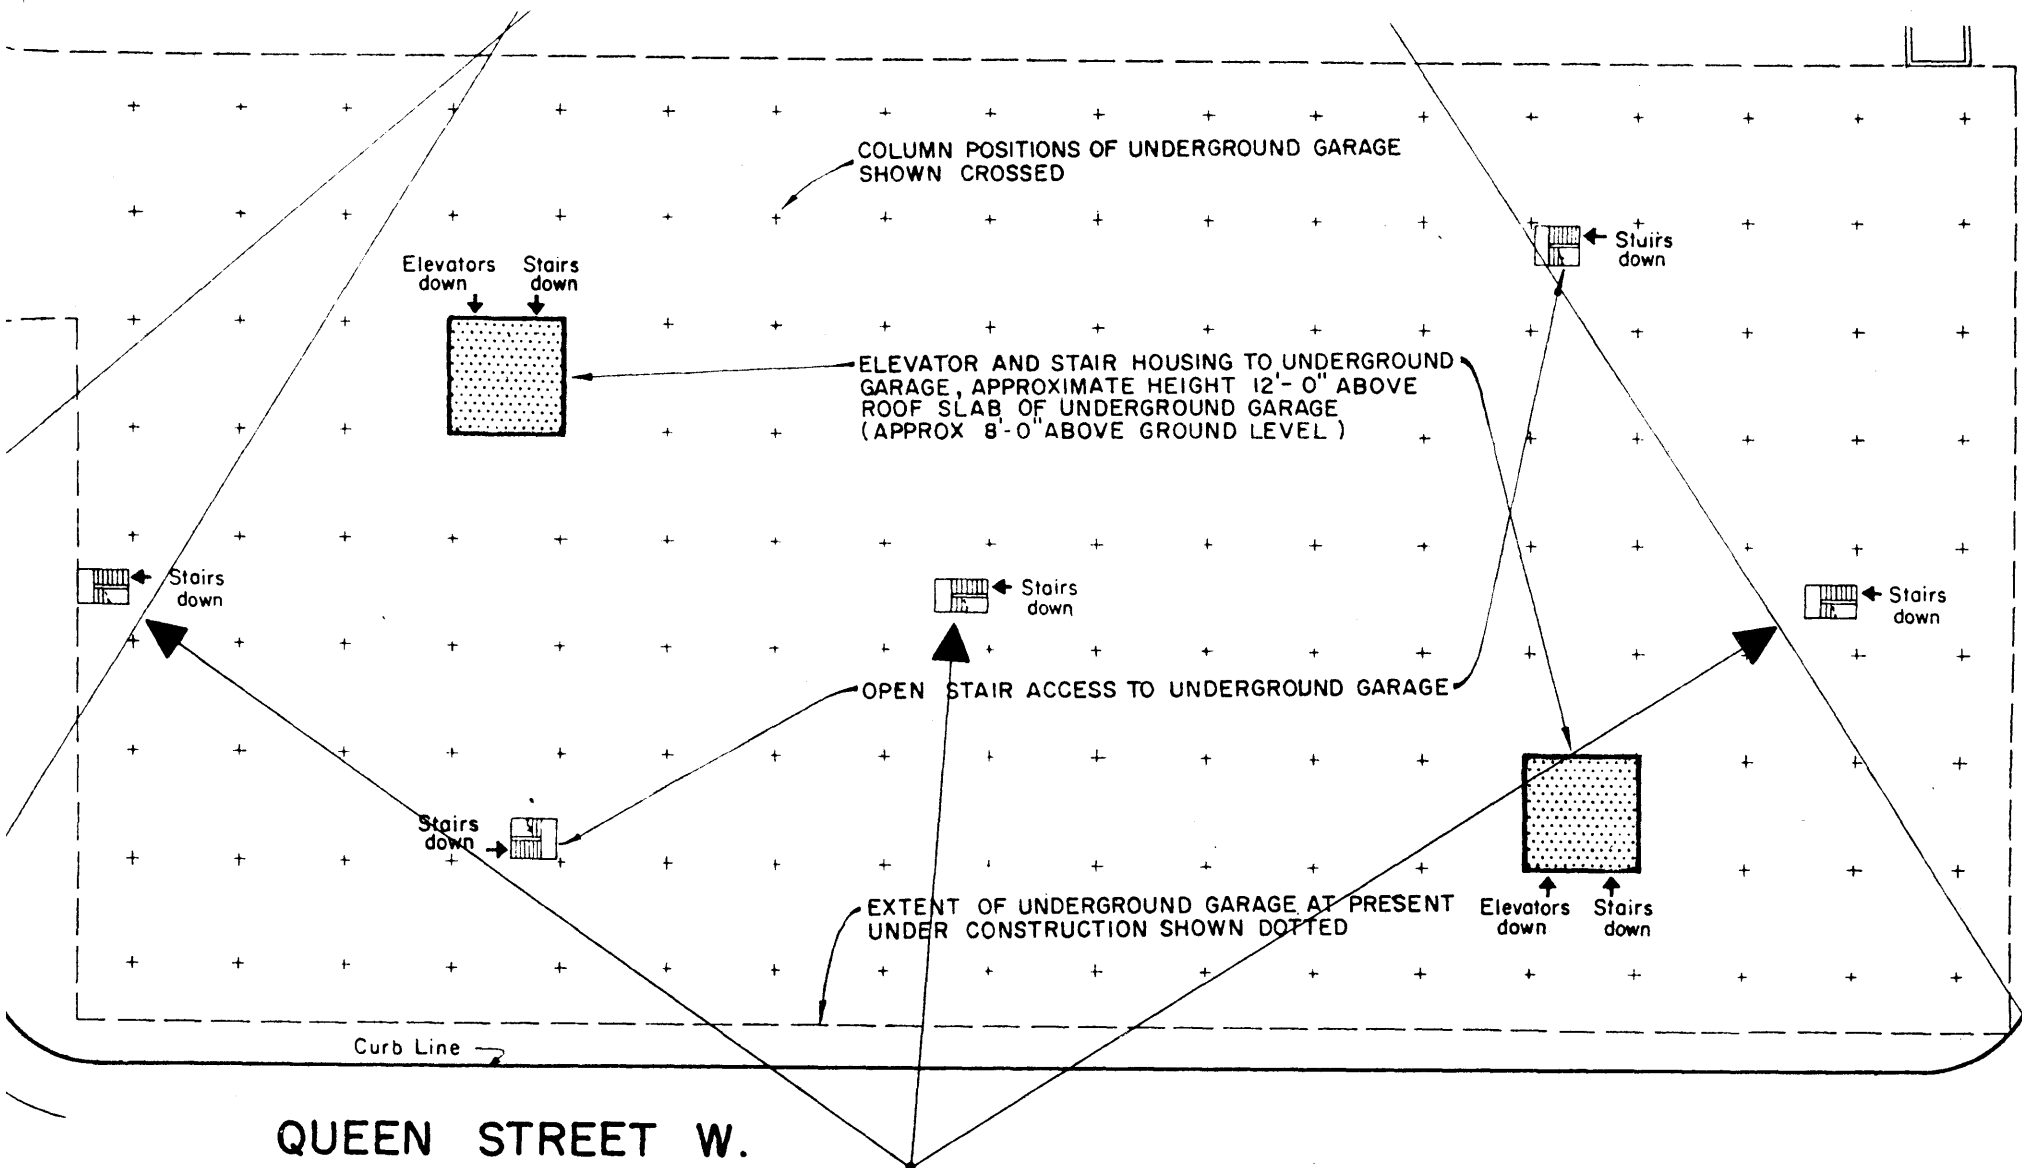 COLUMN POSITIONS OF UNDERGROUND GARAGE
SHOWN CROSSED
Stairs
down
Elevators
down
Stairs
down
ELEVATOR AND STAIR HOUSING TO UNDERGROUND
GARAGE, APPROXIMATE HEIGHT 12'-0" ABOVE
ROOF SLAB OF UNDERGROUND GARAGE
(APPROX 8'-0" ABOVE GROUND LEVEL)
Stairs
down
Stairs
down
Stairs
down
OPEN STAIR ACCESS TO UNDERGROUND GARAGE
Stairs
down
EXTENT OF UNDERGROUND GARAGE AT PRESENT
UNDER CONSTRUCTION SHOWN DOTTED
Elevators
down
Stairs
down
Curb Line
QUEEN STREET W.